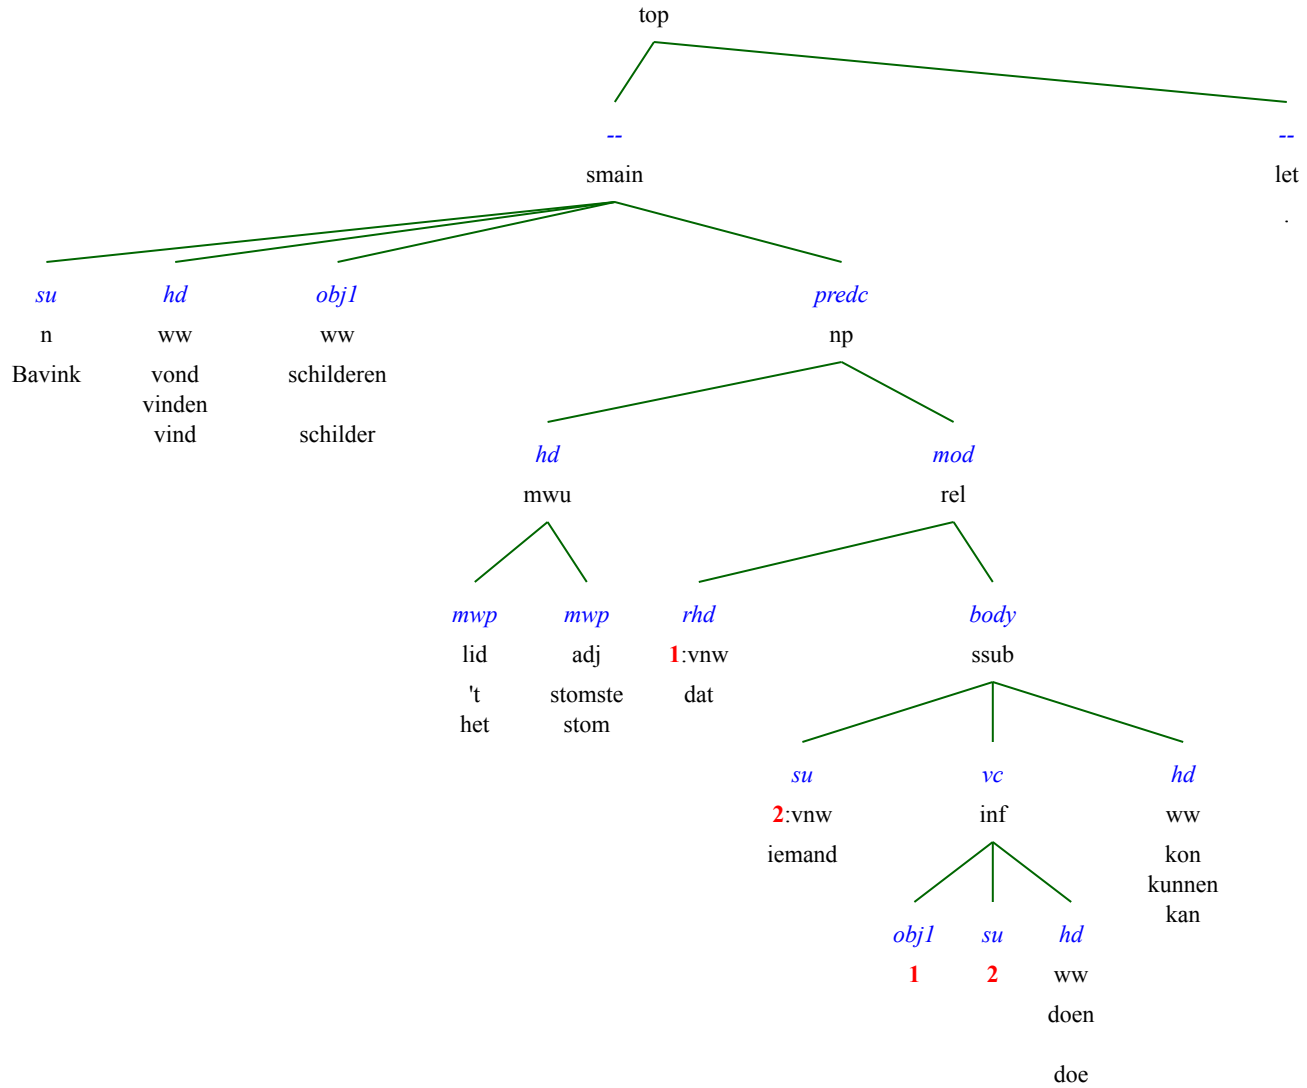 top
-- --
smain let
.
su hd obj1 predc
n ww ww np
Bavink vond schilderen
vinden
vind schilder
hd mod
mwu rel
mwp mwp rhd body
lid adj 1:vnw ssub
't stomste dat
het stom
su vc hd
2:vnw inf ww
iemand kon
kunnen
kan
obj1 su hd
1 2 ww
doen
doe